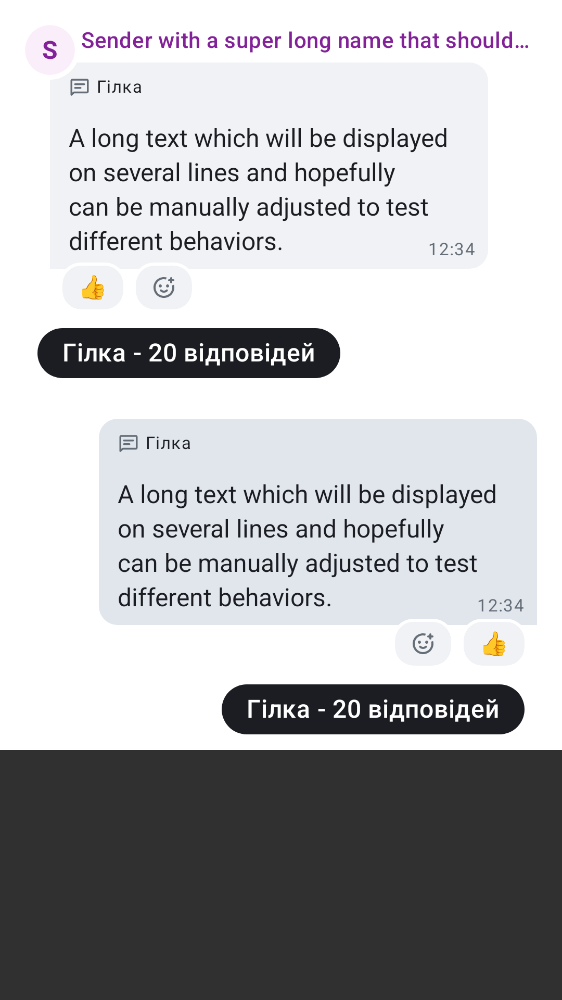 S
Sender with a super long name that should…
Гілка
A long text which will be displayed
on several lines and hopefully
can be manually adjusted to test
different behaviors.
12:34
👍
Гілка - 20 відповідей
Гілка
A long text which will be displayed
on several lines and hopefully
can be manually adjusted to test
different behaviors.
12:34
👍
Гілка - 20 відповідей